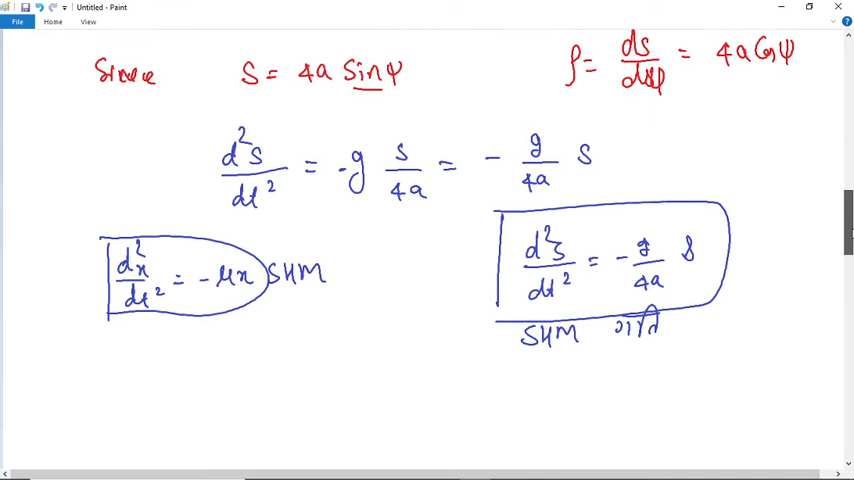 Untitled - Paint
File Home View
Since S = 4a Sinψ ρ = ds/dψ = 4a Cosψ
d²s/dt² = -g s/4a = - g/4a s
d²x/dt² = -μx SHM
d²s/dt² = - g/4a s
SHM